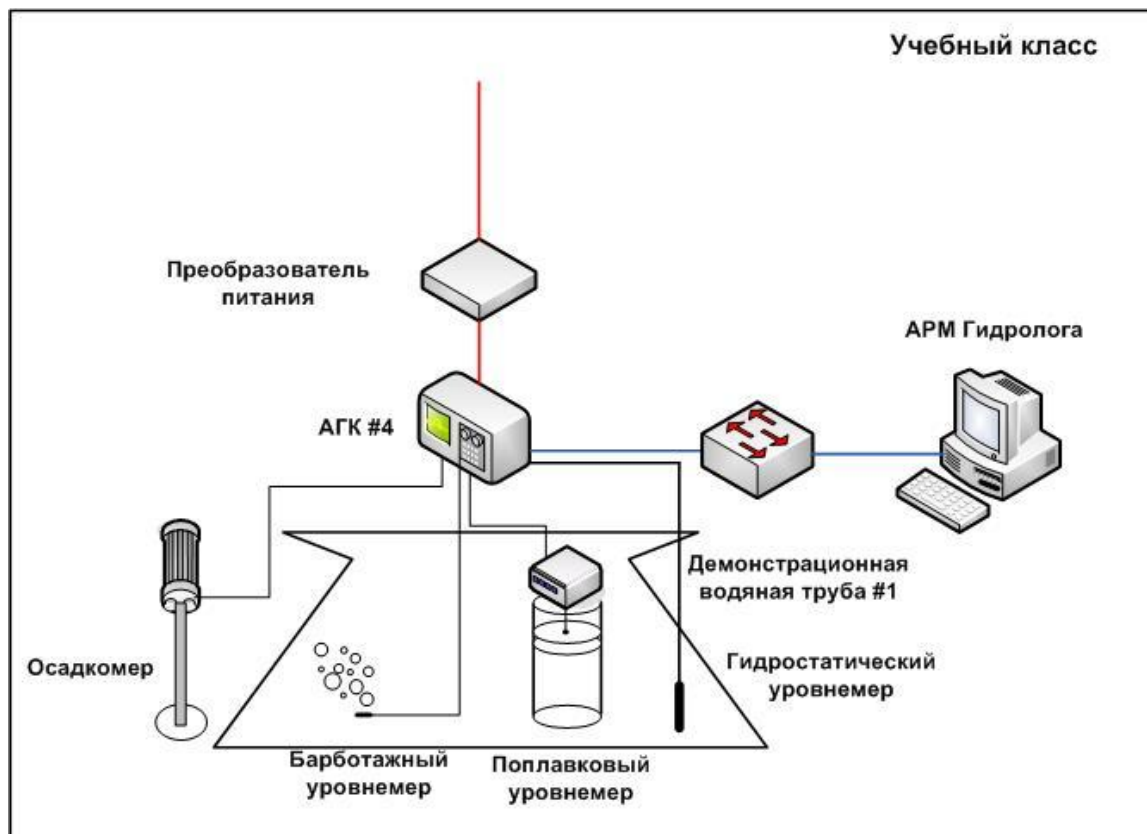 Учебный класс
Преобразователь
питания
АРМ Гидролога
АГК #4
Демонстрационная
водяная труба #1
Осадкомер
Гидростатический
уровнемер
Барботажный
уровнемер
Поплавковый
уровнемер